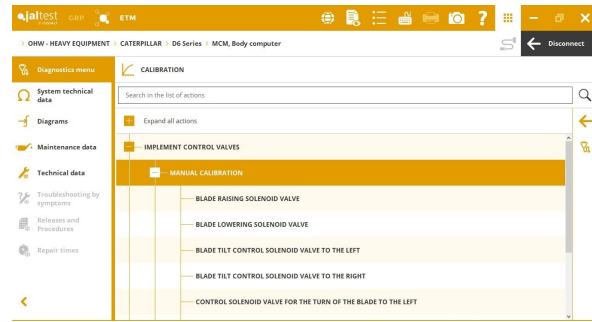 jaltest GRP ETM
OHW - HEAVY EQUIPMENT > CATERPILLAR > D6 Series > MCM, Body computer
Disconnect
Diagnostics menu
CALIBRATION
System technical
data
Search in the list of actions
Diagrams
Expand all actions
Maintenance data
IMPLEMENT CONTROL VALVES
Technical data
MANUAL CALIBRATION
Troubleshooting by
symptoms
BLADE RAISING SOLENOID VALVE
Releases and
Procedures
BLADE LOWERING SOLENOID VALVE
Repair times
BLADE TILT CONTROL SOLENOID VALVE TO THE LEFT
BLADE TILT CONTROL SOLENOID VALVE TO THE RIGHT
CONTROL SOLENOID VALVE FOR THE TURN OF THE BLADE TO THE LEFT